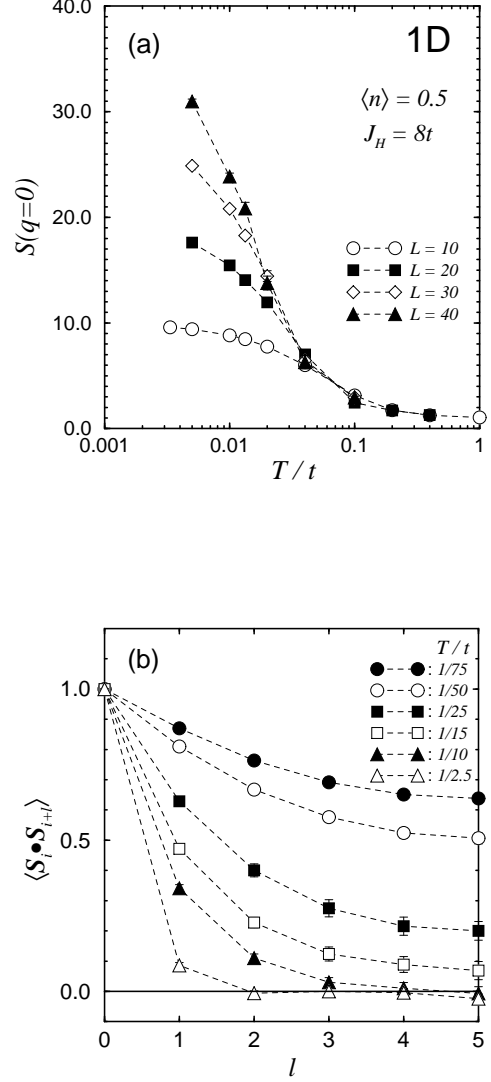 40.0
(a)
1D
⟨n⟩ = 0.5
J_H = 8t
30.0
20.0
10.0
0.0
S(q=0)
L = 10
L = 20
L = 30
L = 40
0.001
0.01
0.1
1
T / t
(b)
T / t
: 1/75
: 1/50
: 1/25
: 1/15
: 1/10
: 1/2.5
1.0
0.5
0.0
⟨S_i•S_{i+l}⟩
0
1
2
3
4
5
l